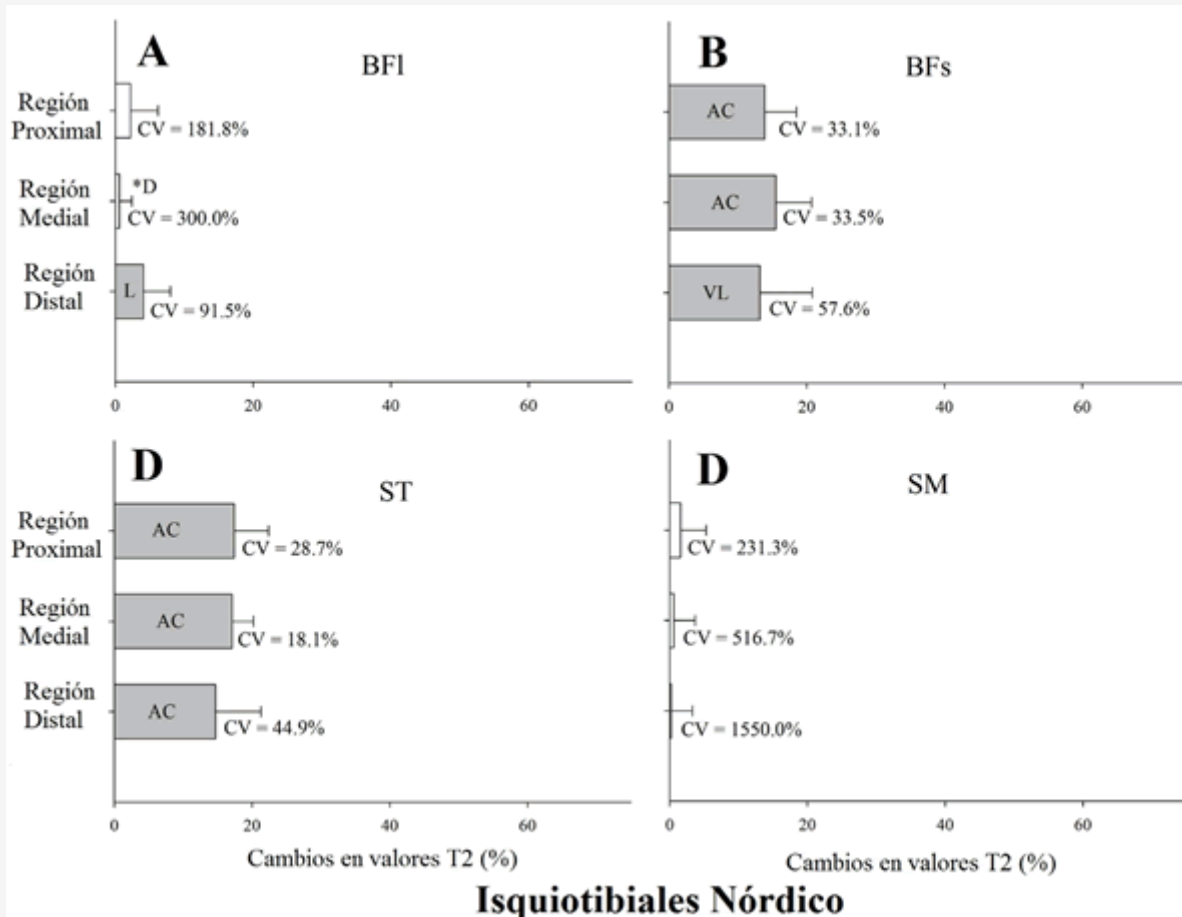 A
BFl
Región
Proximal
CV = 181.8%
Región
Medial
*D
CV = 300.0%
Región
Distal
L
CV = 91.5%
0 20 40 60
B
BFs
AC
CV = 33.1%
AC
CV = 33.5%
VL
CV = 57.6%
0 20 40 60
D
ST
Región
Proximal
AC
CV = 28.7%
Región
Medial
AC
CV = 18.1%
Región
Distal
AC
CV = 44.9%
0 20 40 60
Cambios en valores T2 (%)
D
SM
CV = 231.3%
CV = 516.7%
CV = 1550.0%
0 20 40 60
Cambios en valores T2 (%)
Isquiotibiales Nórdico